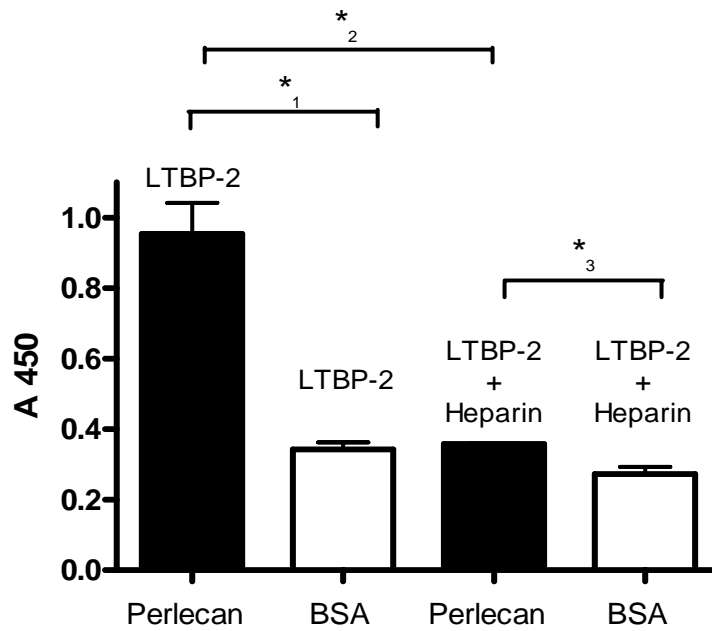 *
2
*
1
LTBP-2
1.0
*
3
0.8
A 450
0.6
LTBP-2 LTBP-2
+ +
Heparin Heparin
LTBP-2
0.4
0.2
0.0
Perlecan BSA Perlecan BSA